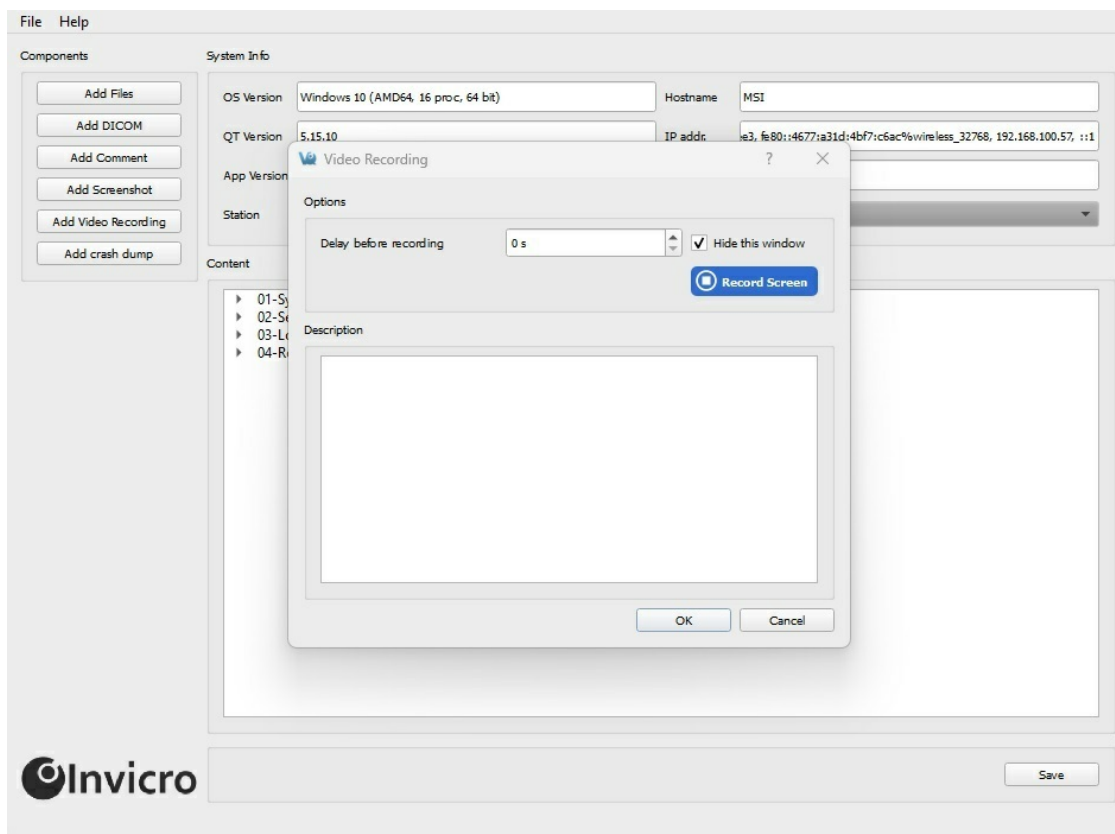 File Help
Components
System Info
Add Files
Add DICOM
Add Comment
Add Screenshot
Add Video Recording
Add crash dump
OS Version Windows 10 (AMD64, 16 proc, 64 bit)
Hostname MSI
QT Version 5.15.10
IP addr. e3, fe80::4677:a31d:4bf7:c6ac%wireless_32768, 192.168.100.57, ::1
App Version
Station
Content
01-Sy
02-Se
03-Lo
04-R
Video Recording ?
Options
Delay before recording 0 s Hide this window
Record Screen
Description
OK Cancel
Invicro
Save